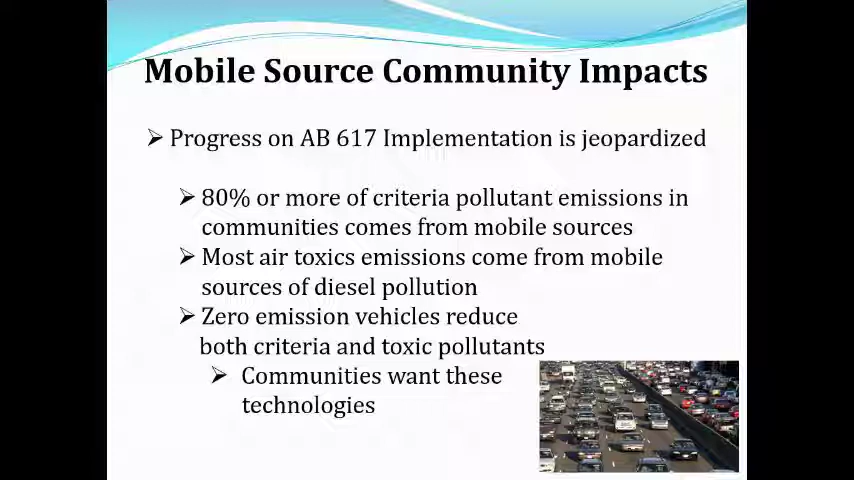 Mobile Source Community Impacts
➢ Progress on AB 617 Implementation is jeopardized
➢ 80% or more of criteria pollutant emissions in
communities comes from mobile sources
➢ Most air toxics emissions come from mobile
sources of diesel pollution
➢ Zero emission vehicles reduce
both criteria and toxic pollutants
➢ Communities want these
technologies